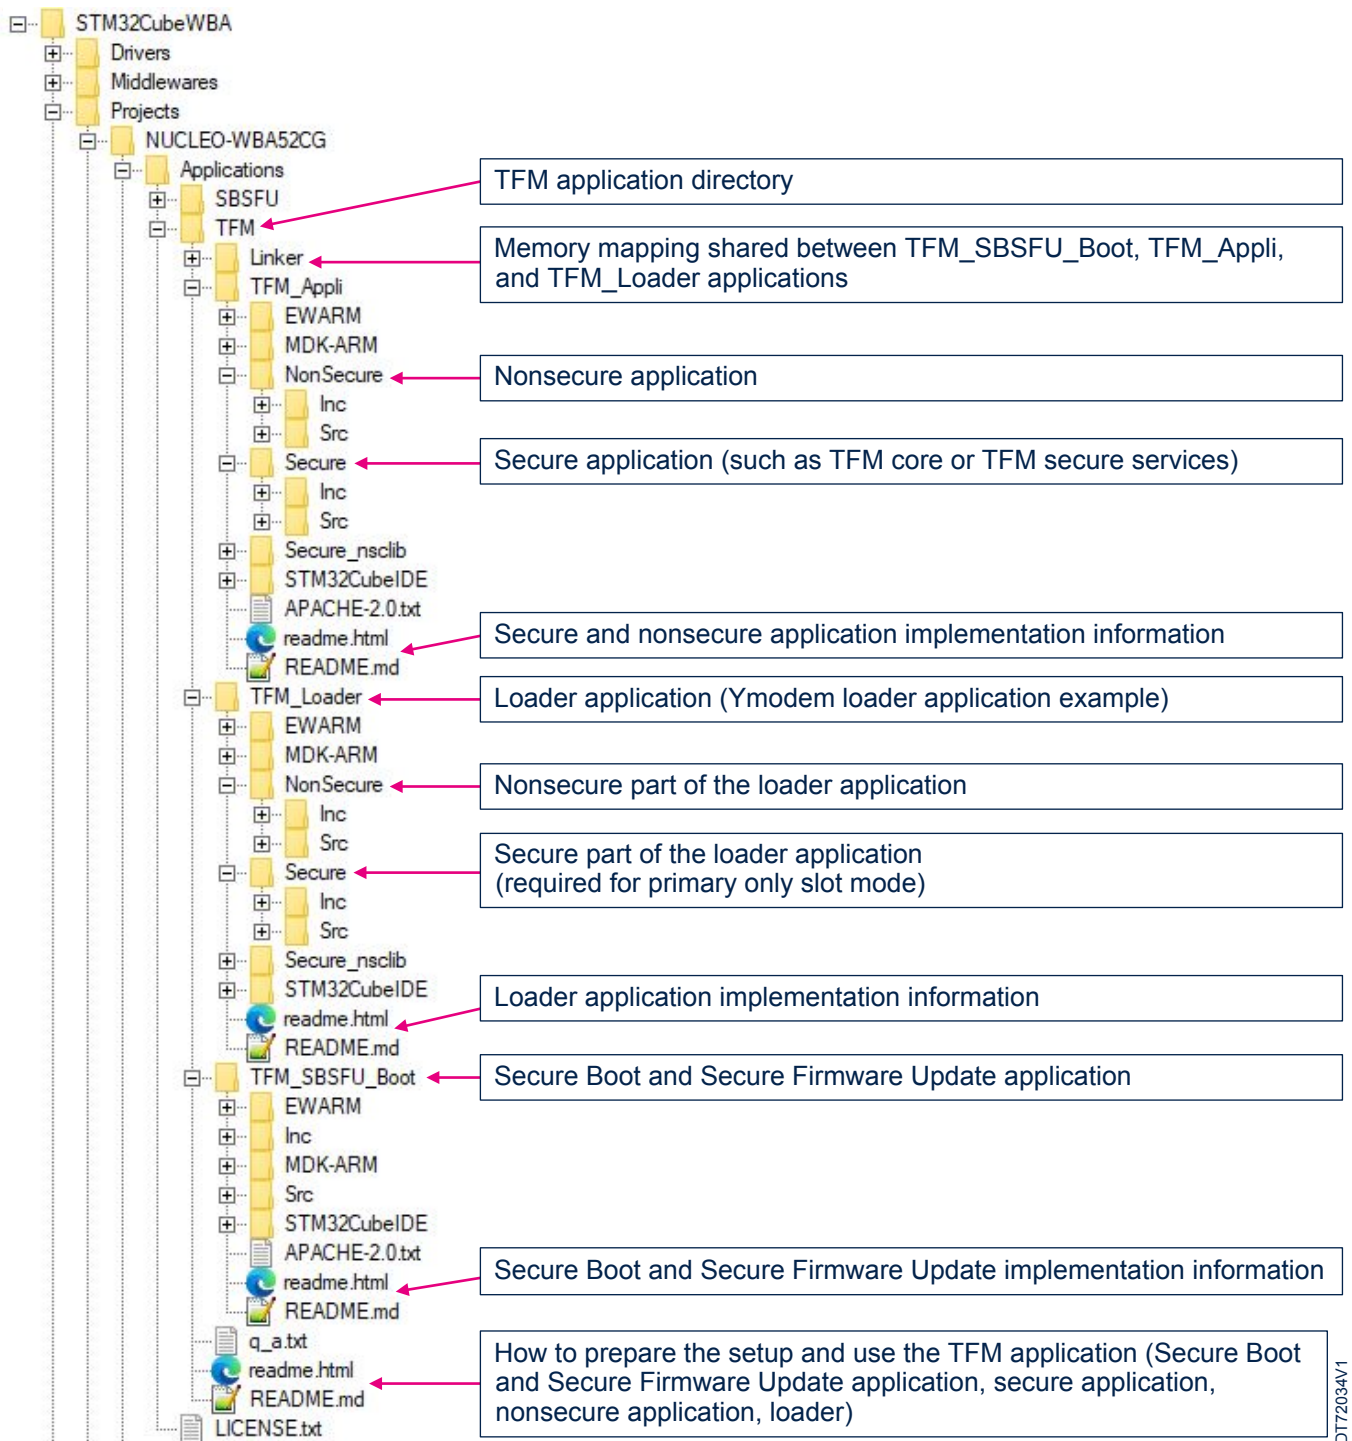 STM32CubeWBA
Drivers
Middlewares
Projects
NUCLEO-WBA52CG
Applications
TFM application directory
SBSFU
TFM
Memory mapping shared between TFM_SBSFU_Boot, TFM_Appli,
and TFM_Loader applications
Linker
TFM_Appli
EWARM
MDK-ARM
NonSecure
Nonsecure application
Inc
Src
Secure
Secure application (such as TFM core or TFM secure services)
Inc
Src
Secure_nsclib
STM32CubeIDE
APACHE-2.0.txt
readme.html
Secure and nonsecure application implementation information
README.md
TFM_Loader
Loader application (Ymodem loader application example)
EWARM
MDK-ARM
NonSecure
Nonsecure part of the loader application
Inc
Src
Secure part of the loader application
(required for primary only slot mode)
Secure
Inc
Src
Secure_nsclib
STM32CubeIDE
Loader application implementation information
readme.html
README.md
TFM_SBSFU_Boot
Secure Boot and Secure Firmware Update application
EWARM
Inc
MDK-ARM
Src
STM32CubeIDE
APACHE-2.0.txt
Secure Boot and Secure Firmware Update implementation information
readme.html
README.md
q_a.txt
readme.html
README.md
How to prepare the setup and use the TFM application (Secure Boot
and Secure Firmware Update application, secure application,
nonsecure application, loader)
LICENSE.txt
DT72034V1